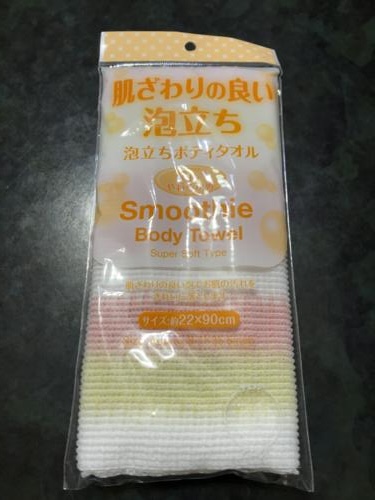 肌ざわりの良い
泡立ち
泡立ちボディタオル
Smoothie
Body Towel
Super Soft Type
サイズ:約22×90cm